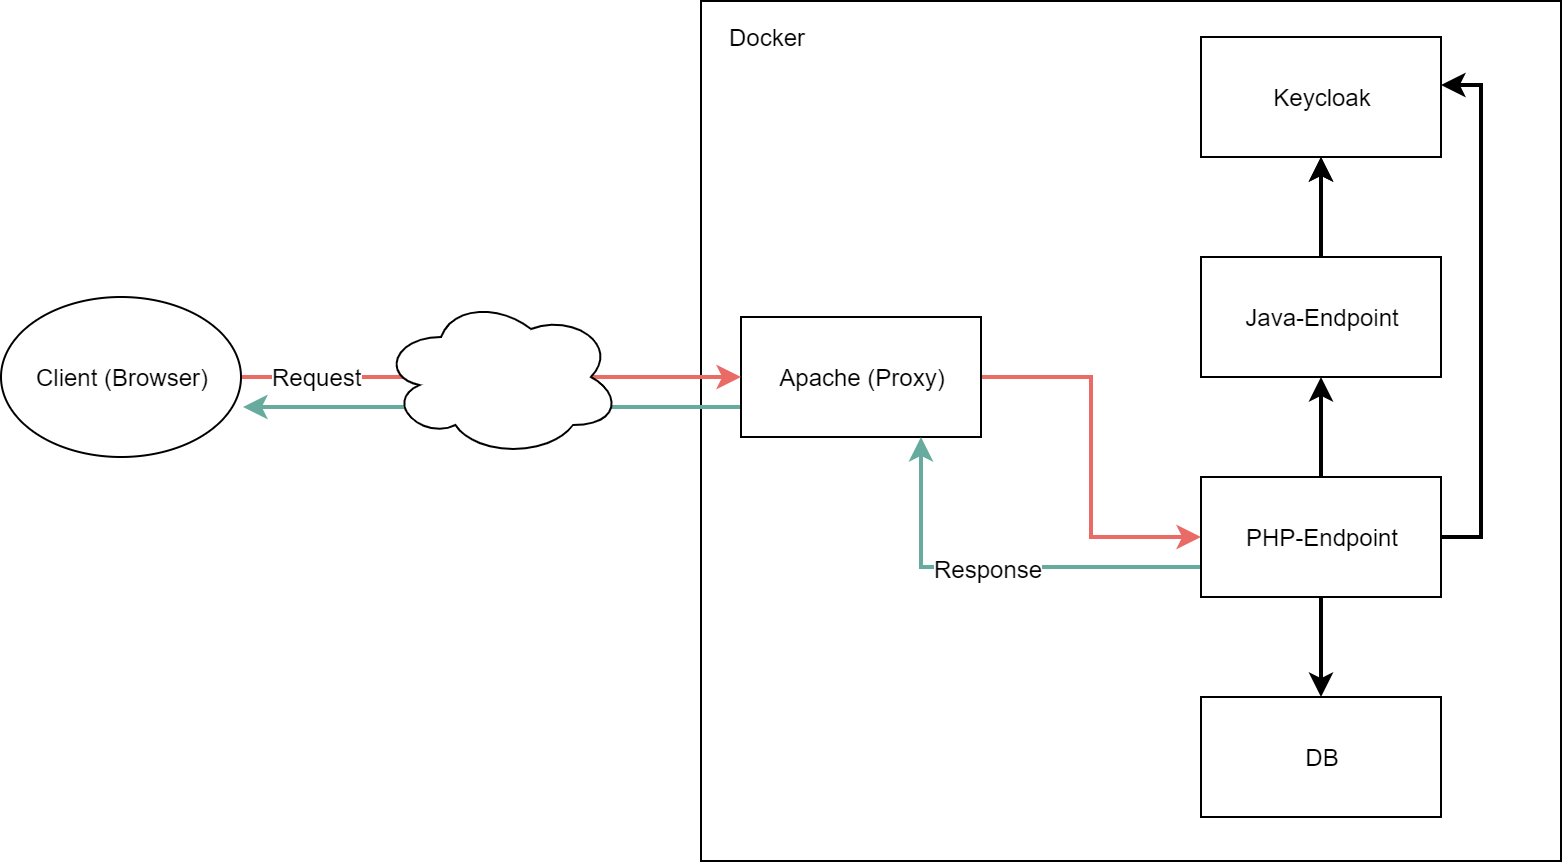 Docker
Keycloak
Java-Endpoint
Client (Browser)
Request
Apache (Proxy)
PHP-Endpoint
Response
DB